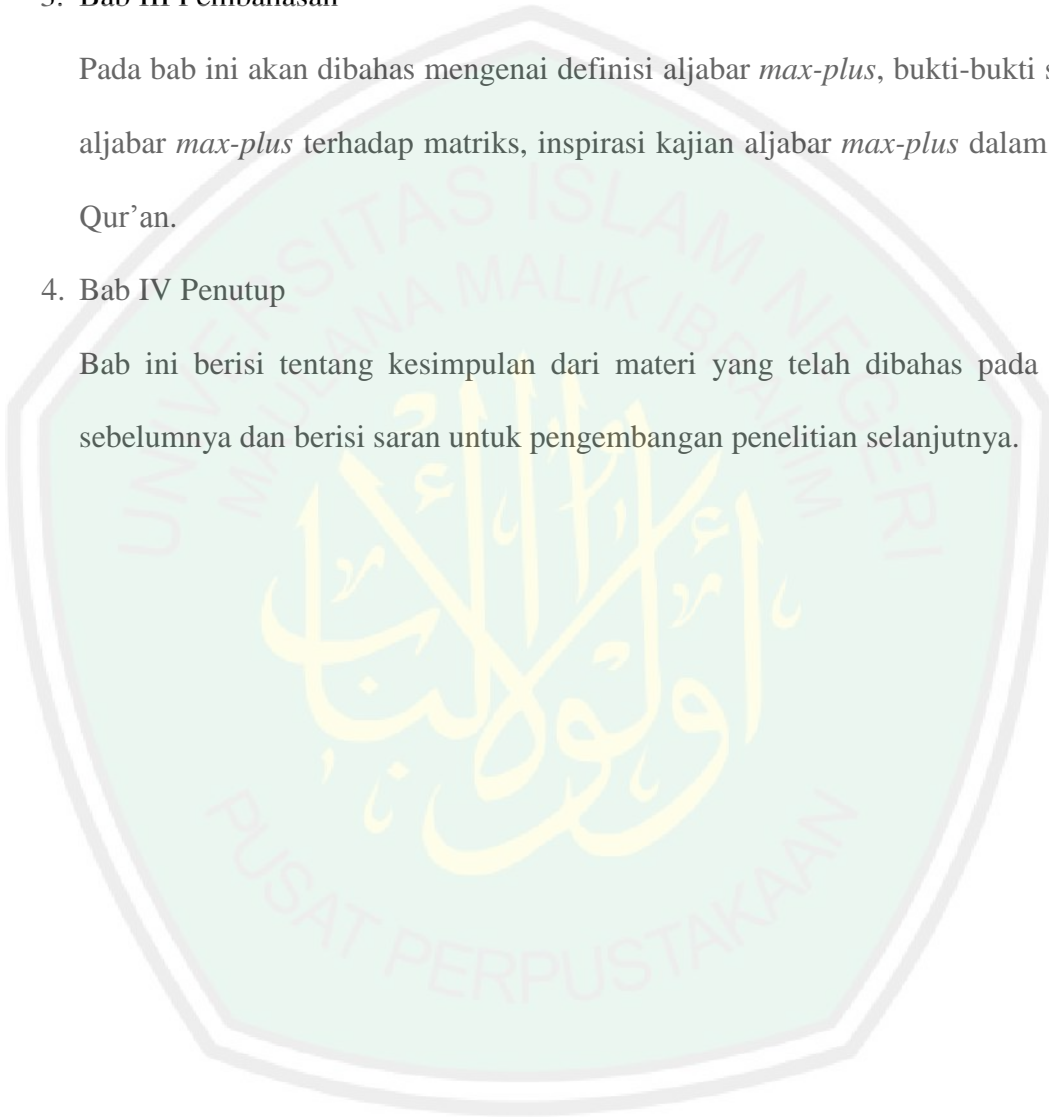 3. Bab III Pembahasan
Pada bab ini akan dibahas mengenai definisi aljabar max-plus, bukti-bukti
aljabar max-plus terhadap matriks, inspirasi kajian aljabar max-plus dalam
Qur’an.
4. Bab IV Penutup
Bab ini berisi tentang kesimpulan dari materi yang telah dibahas pada
sebelumnya dan berisi saran untuk pengembangan penelitian selanjutnya.
UNIVERSITAS ISLAM NEGERI
MAULANA MALIK IBRAHIM
PUSAT PERPUSTAKAAN